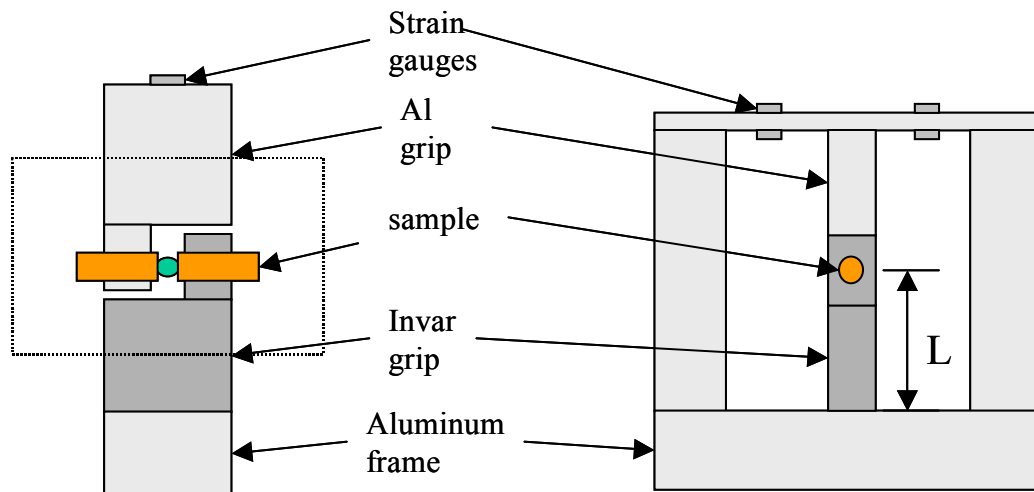 Strain
gauges
Al
grip
sample
Invar
grip
L
Aluminum
frame